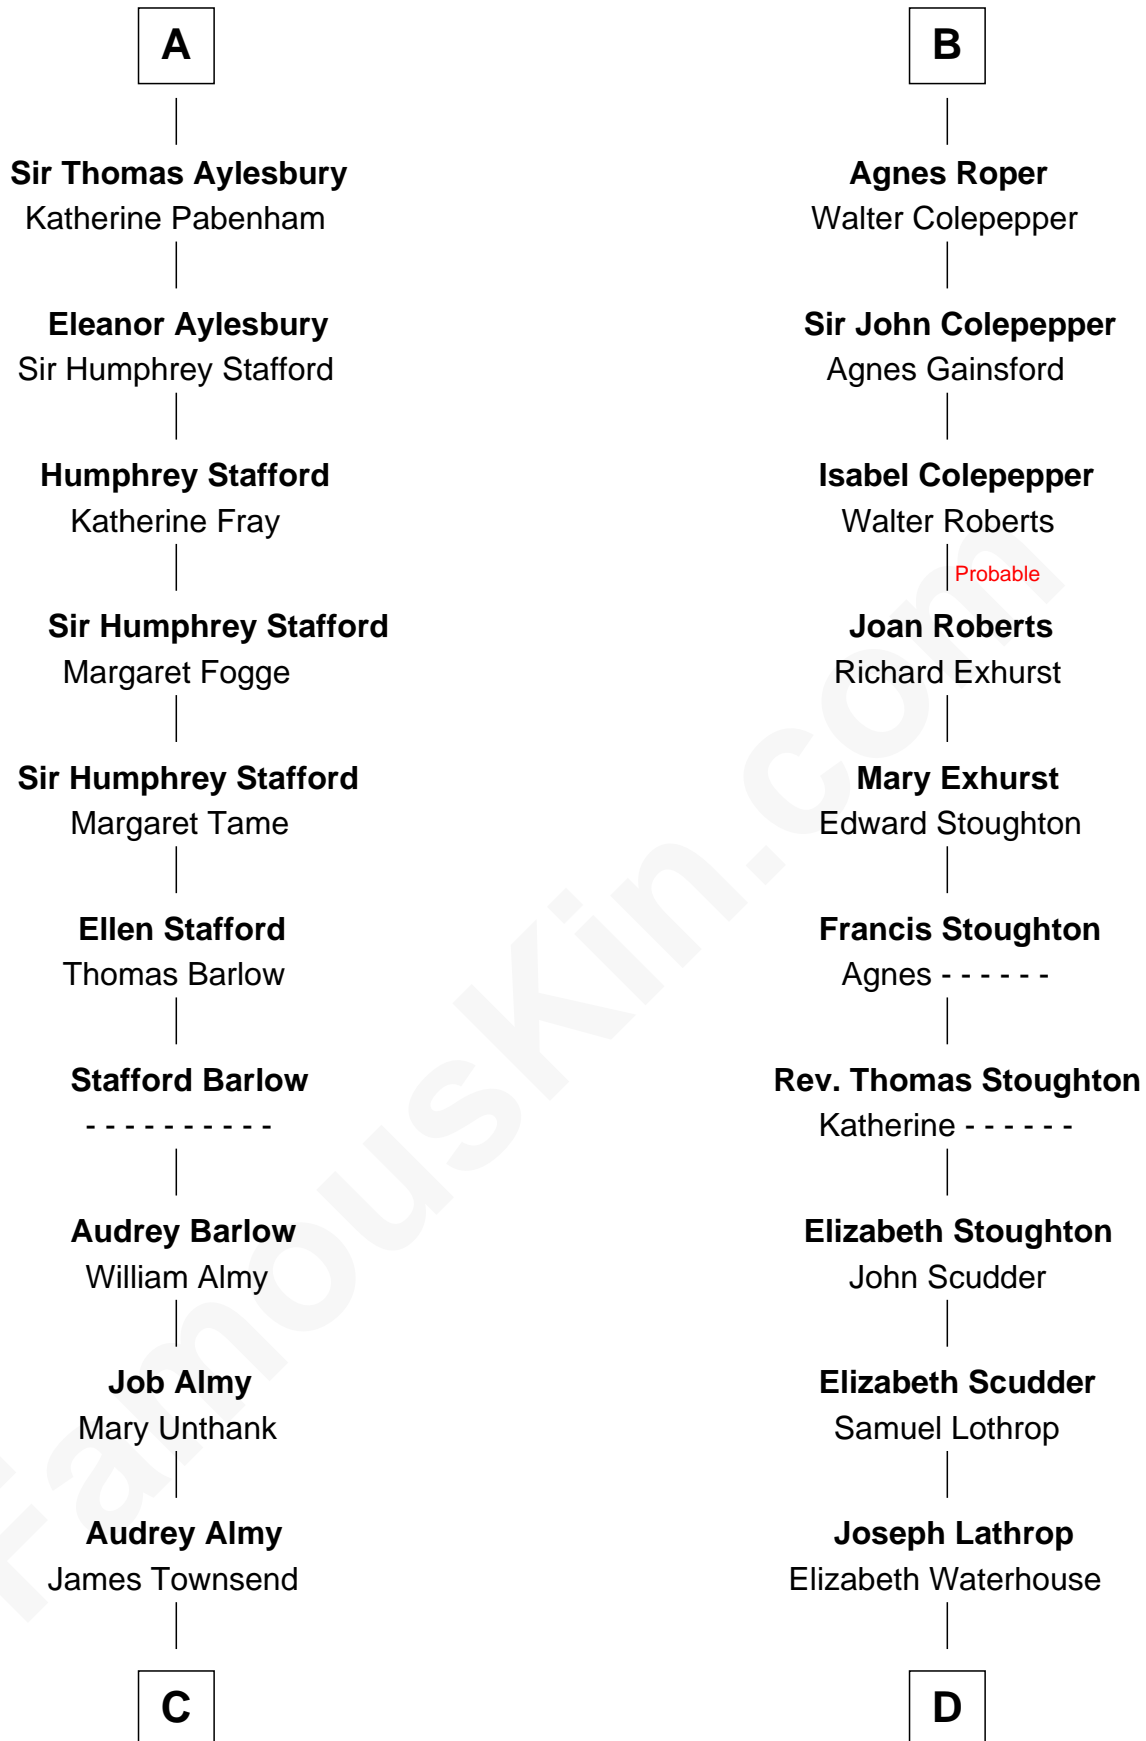 A
Sir Thomas Aylesbury
Katherine Pabenham
Eleanor Aylesbury
Sir Humphrey Stafford
Humphrey Stafford
Katherine Fray
Sir Humphrey Stafford
Margaret Fogge
Sir Humphrey Stafford
Margaret Tame
Ellen Stafford
Thomas Barlow
Stafford Barlow
- - - - - - - - - -
Audrey Barlow
William Almy
Job Almy
Mary Unthank
Audrey Almy
James Townsend
C
B
Agnes Roper
Walter Colepepper
Sir John Colepepper
Agnes Gainsford
Isabel Colepepper
Walter Roberts
Probable
Joan Roberts
Richard Exhurst
Mary Exhurst
Edward Stoughton
Francis Stoughton
Agnes - - - - - -
Rev. Thomas Stoughton
Katherine - - - - - -
Elizabeth Stoughton
John Scudder
Elizabeth Scudder
Samuel Lothrop
Joseph Lathrop
Elizabeth Waterhouse
D
FamousKin.com